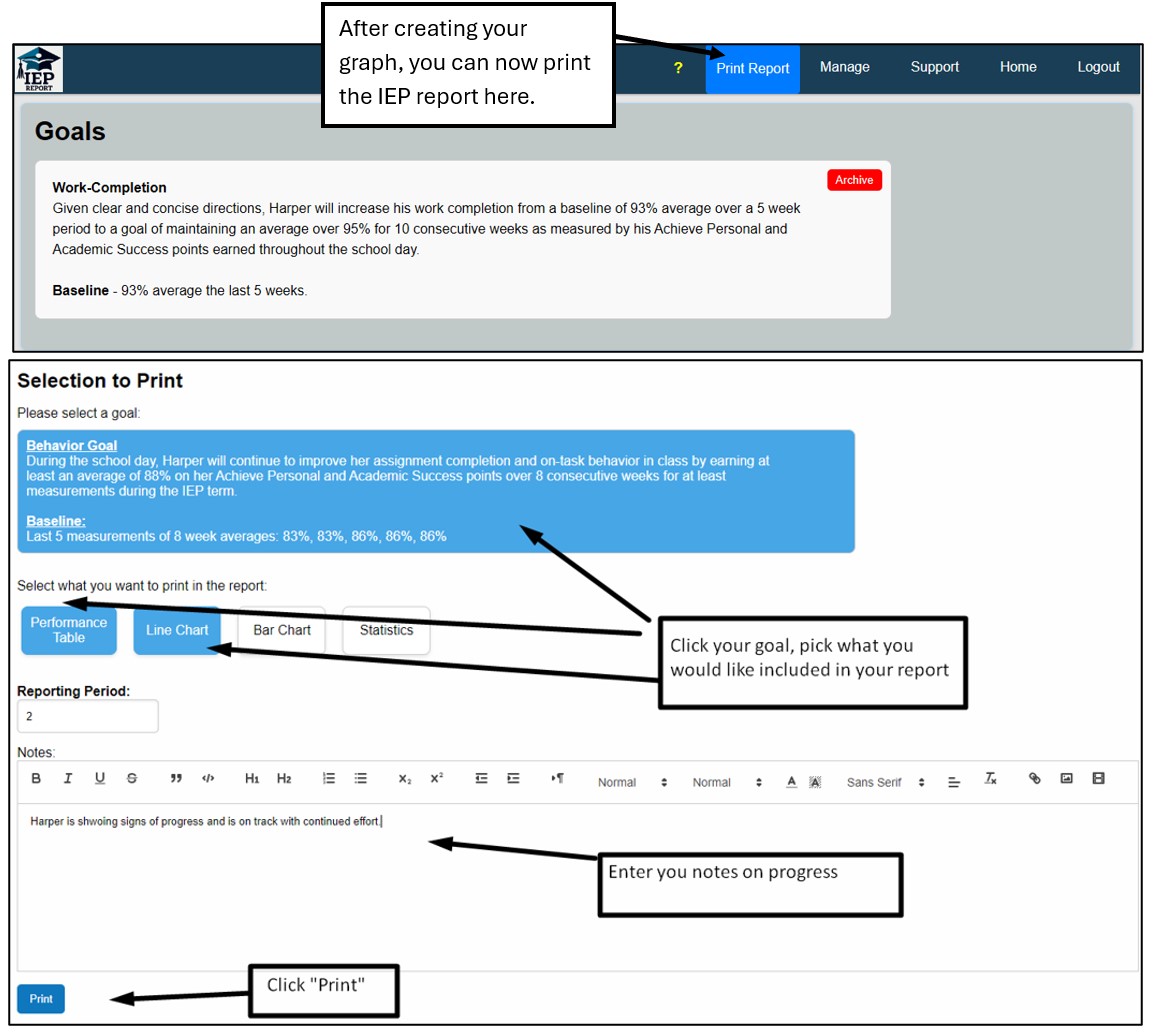 After creating your
graph, you can now print
the IEP report here.
IEP
REPORT
? Print Report Manage Support Home Logout
Goals
Archive
Work-Completion
Given clear and concise directions, Harper will increase his work completion from a baseline of 93% average over a 5 week
period to a goal of maintaining an average over 95% for 10 consecutive weeks as measured by his Achieve Personal and
Academic Success points earned throughout the school day.
Baseline - 93% average the last 5 weeks.
Selection to Print
Please select a goal:
Behavior Goal
During the school day, Harper will continue to improve her assignment completion and on-task behavior in class by earning at
least an average of 88% on her Achieve Personal and Academic Success points over 8 consecutive weeks for at least
measurements during the IEP term.
Baseline:
Last 5 measurements of 8 week averages: 83%, 83%, 86%, 86%, 86%
Select what you want to print in the report:
Performance
Table
Line Chart
Bar Chart
Statistics
Click your goal, pick what you
would like included in your report
Reporting Period:
2
Notes:
B I U S ” </> H1 H2 X₂ X² ¶ Normal Normal A A Sans Serif Tx
Harper is shwoing signs of progress and is on track with continued effort.
Enter you notes on progress
Click "Print"
Print